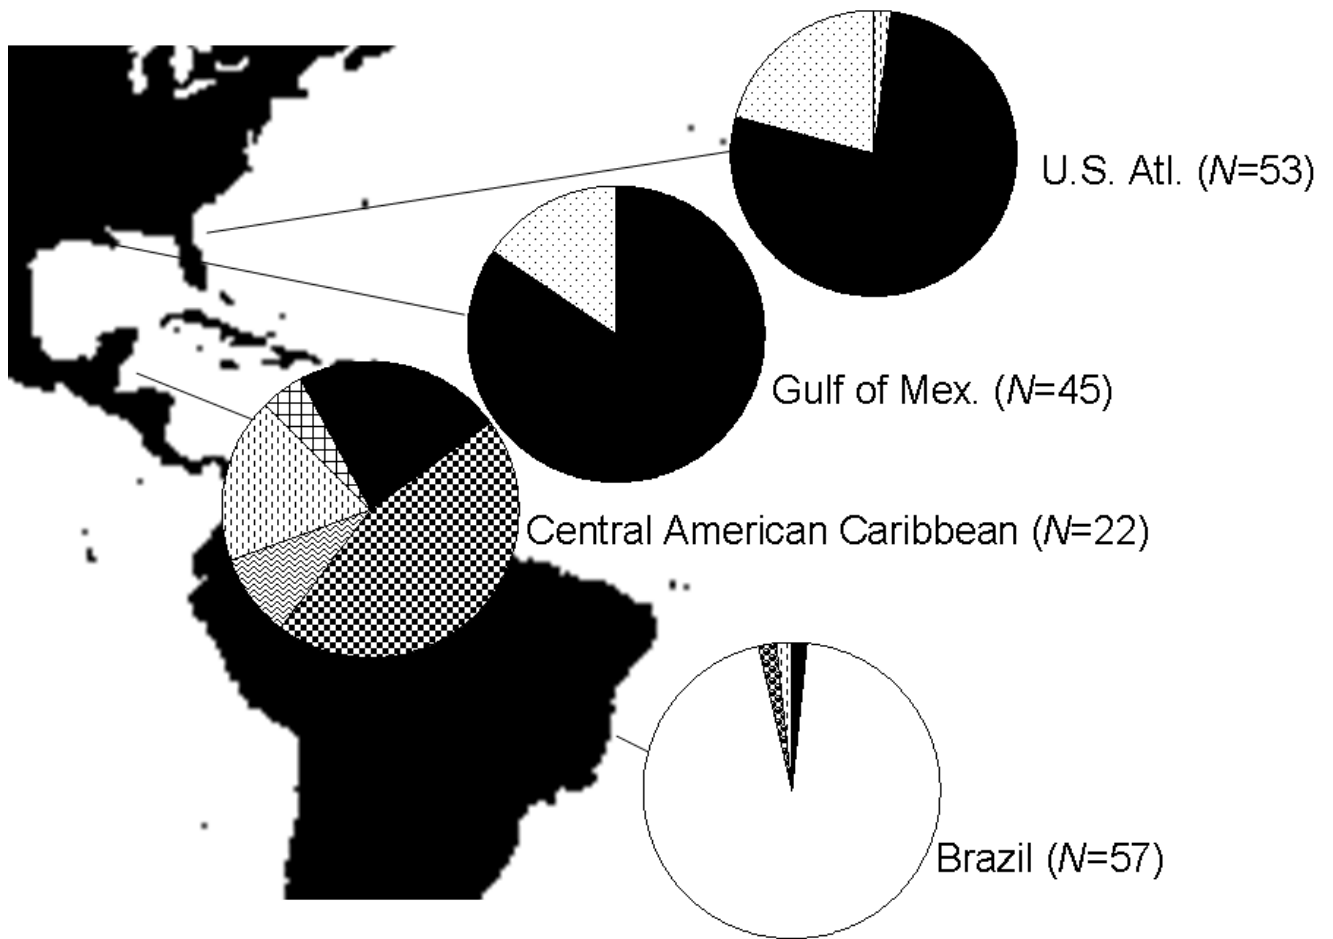 U.S. Atl. (N=53)
Gulf of Mex. (N=45)
Central American Caribbean (N=22)
Brazil (N=57)